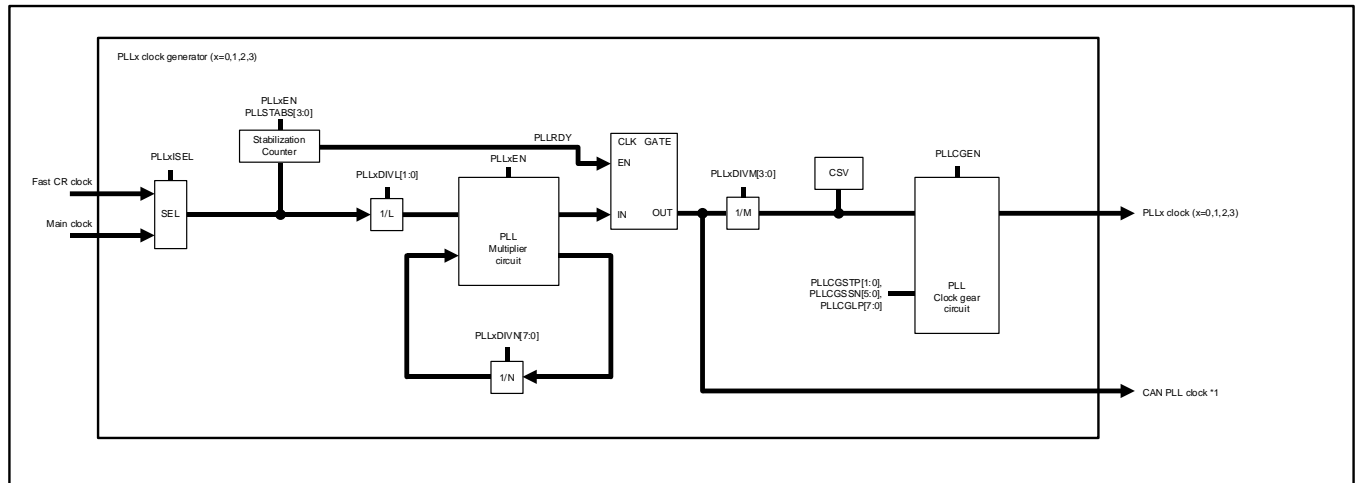 PLLx clock generator (x=0,1,2,3)
PLLxEN
PLLSTABS[3:0]
Stabilization
Counter
PLLRDY
CLK GATE
EN
IN
OUT
PLLxISEL
Fast CR clock
Main clock
SEL
PLLxDIVL[1:0]
1/L
PLLxEN
PLL
Multiplier
circuit
PLLxDIVN[7:0]
1/N
PLLxDIVM[3:0]
1/M
CSV
PLLCGEN
PLLCGSTP[1:0],
PLLCGSSN[5:0],
PLLCGLP[7:0]
PLL
Clock gear
circuit
PLLx clock (x=0,1,2,3)
CAN PLL clock *1